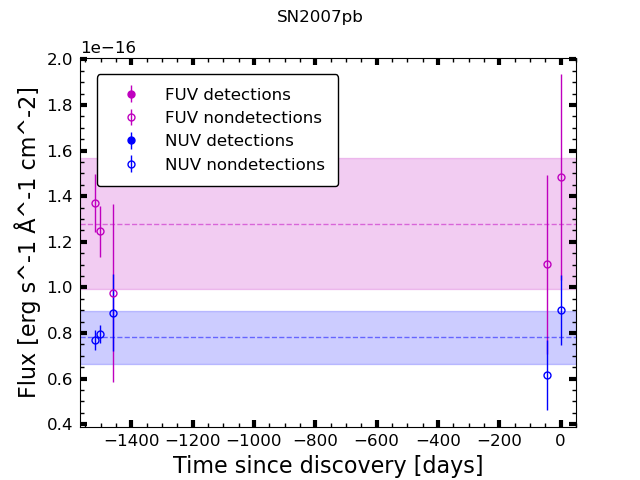 SN2007pb
1e−16
2.0
1.8
1.6
1.4
1.2
1.0
0.8
0.6
0.4
Flux [erg s^-1 Å^-1 cm^-2]
FUV detections
FUV nondetections
NUV detections
NUV nondetections
−1400 −1200 −1000 −800 −600 −400 −200 0
Time since discovery [days]